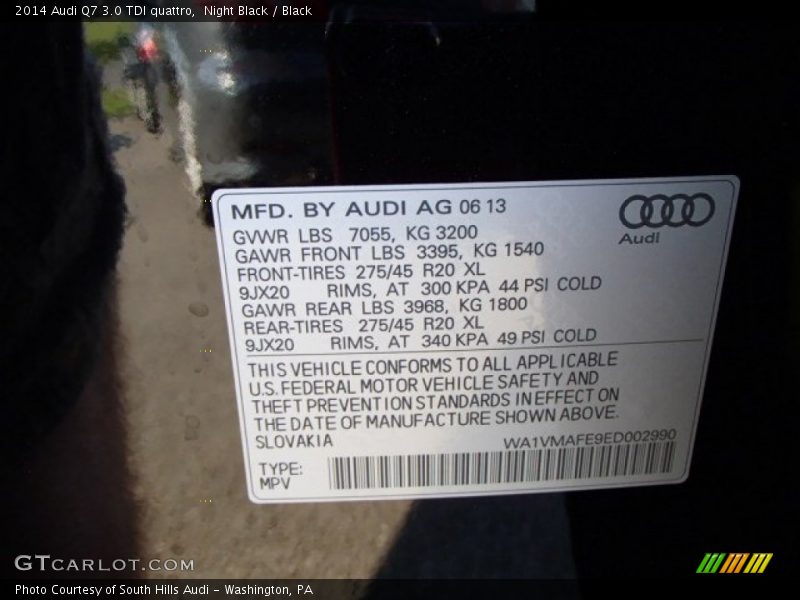 2014 Audi Q7 3.0 TDI quattro,  Night Black / Black
MFD. BY AUDI AG 06 13
GVWR LBS 7055, KG 3200
GAWR FRONT LBS 3395, KG 1540
FRONT-TIRES 275/45 R20 XL
9JX20 RIMS, AT 300 KPA 44 PSI COLD
GAWR REAR LBS 3968, KG 1800
REAR-TIRES 275/45 R20 XL
9JX20 RIMS, AT 340 KPA 49 PSI COLD
Audi
THIS VEHICLE CONFORMS TO ALL APPLICABLE
U.S. FEDERAL MOTOR VEHICLE SAFETY AND
THEFT PREVENTION STANDARDS IN EFFECT ON
THE DATE OF MANUFACTURE SHOWN ABOVE.
SLOVAKIA WA1VMAFE9ED002990
TYPE:
MPV
GTCARLOT.COM
Photo Courtesy of South Hills Audi - Washington, PA